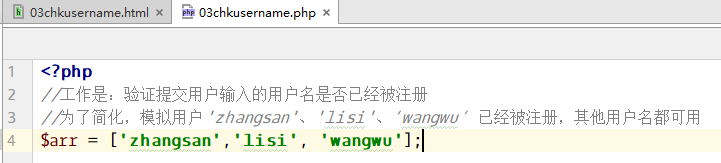 03chkusername.html × 03chkusername.php ×
1 <?php
2 //工作是：验证提交用户输入的用户名是否已经被注册
3 //为了简化，模拟用户'zhangsan'、'lisi'、'wangwu' 已经被注册，其他用户名都可用
4 $arr = ['zhangsan','lisi', 'wangwu'];